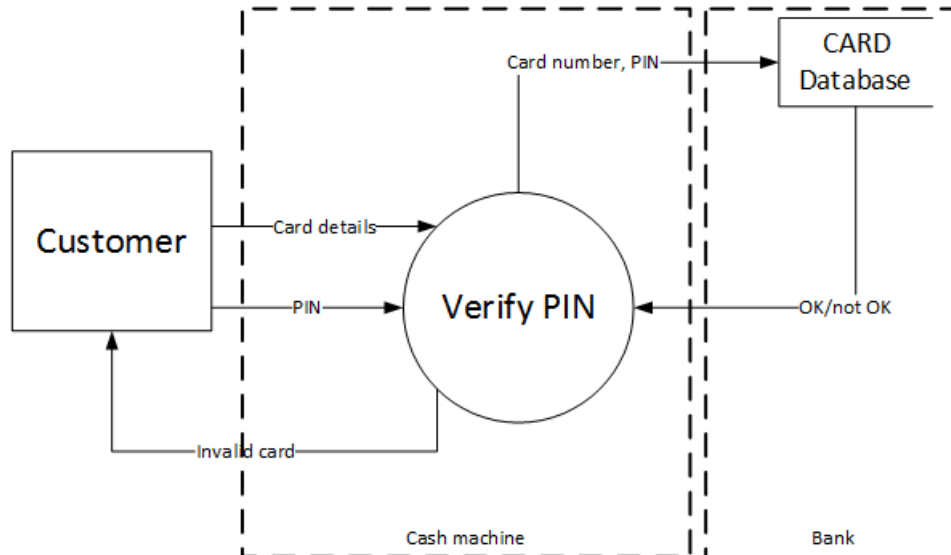 CARD
Database
Card number, PIN
Customer
Card details
PIN
Verify PIN
OK/not OK
Invalid card
Cash machine
Bank